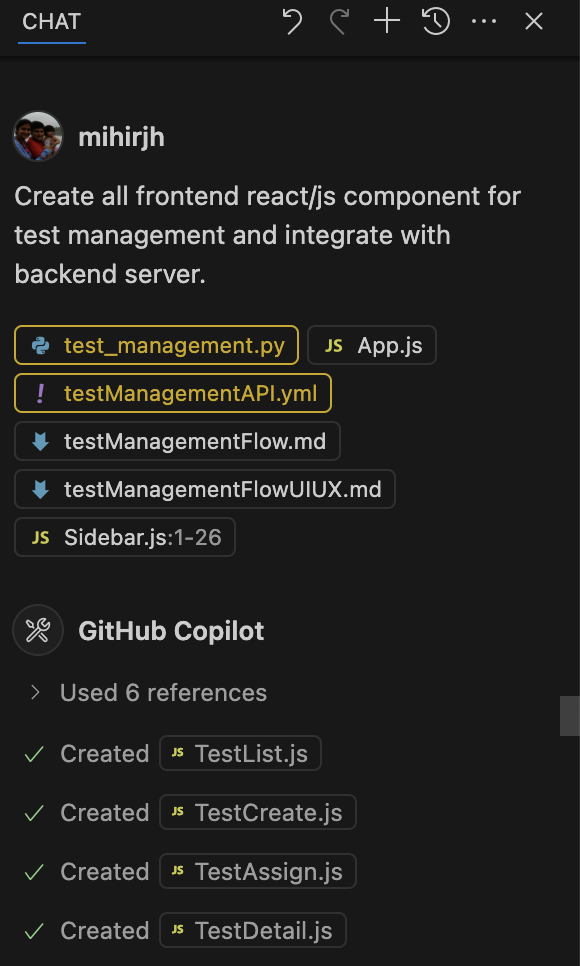 CHAT
mihirjh
Create all frontend react/js component for
test management and integrate with
backend server.
test_management.py JS App.js
! testManagementAPI.yml
testManagementFlow.md
testManagementFlowUIUX.md
JS Sidebar.js:1-26
GitHub Copilot
Used 6 references
Created JS TestList.js
Created JS TestCreate.js
Created JS TestAssign.js
Created JS TestDetail.js